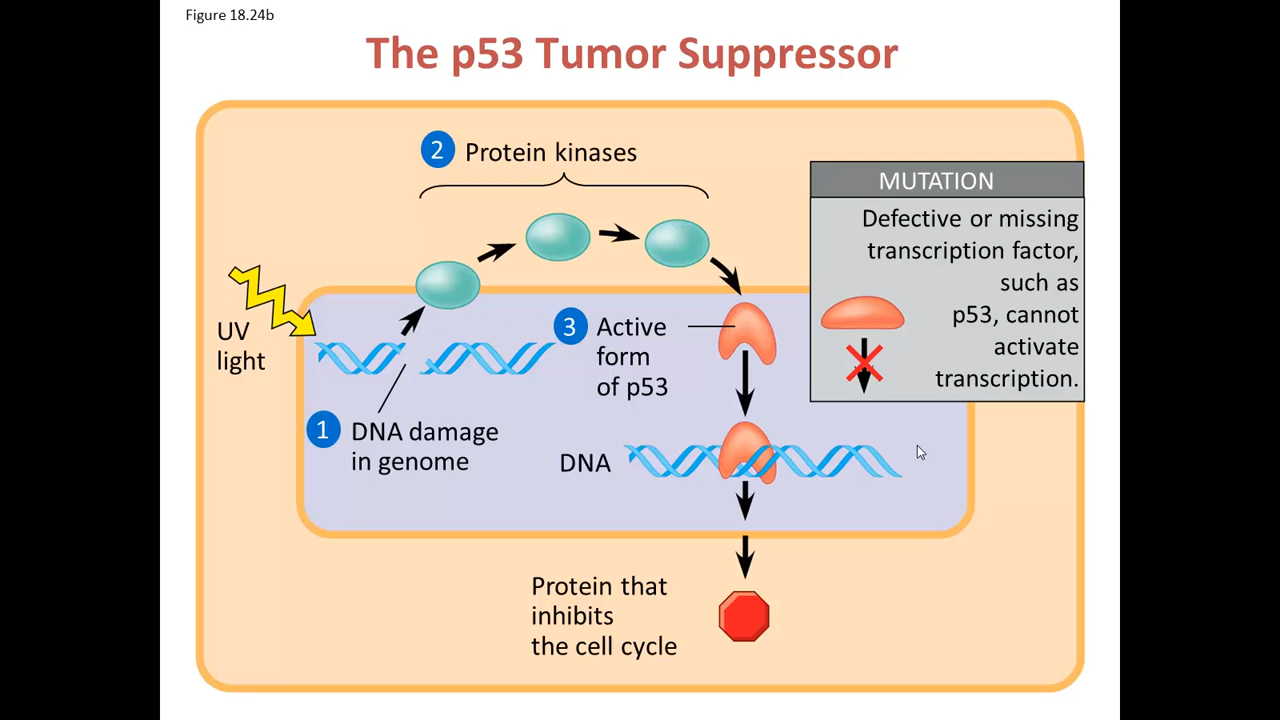 Figure 18.24b
The p53 Tumor Suppressor
2 Protein kinases
MUTATION
Defective or missing
transcription factor,
such as
p53, cannot
activate
transcription.
UV
light
3 Active
form
of p53
1 DNA damage
in genome
DNA
Protein that
inhibits
the cell cycle